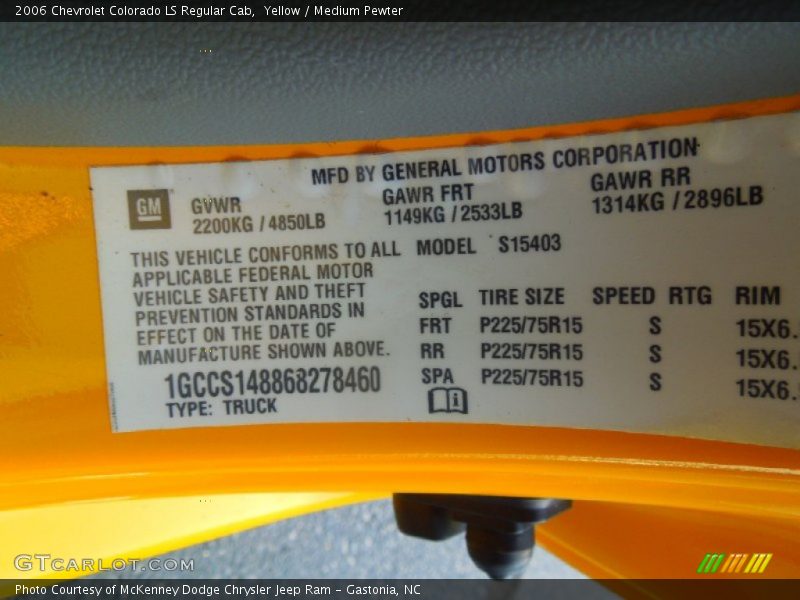 2006 Chevrolet Colorado LS Regular Cab,  Yellow / Medium Pewter
MFD BY GENERAL MOTORS CORPORATION
GM
GVWR
2200KG / 4850LB
GAWR FRT
1149KG / 2533LB
GAWR RR
1314KG / 2896LB
THIS VEHICLE CONFORMS TO ALL
APPLICABLE FEDERAL MOTOR
VEHICLE SAFETY AND THEFT
PREVENTION STANDARDS IN
EFFECT ON THE DATE OF
MANUFACTURE SHOWN ABOVE.
1GCCS148868278460
TYPE: TRUCK
MODEL S15403
SPGL TIRE SIZE SPEED RTG RIM
FRT P225/75R15 S 15X6.
RR P225/75R15 S 15X6.
SPA P225/75R15 S 15X6.
GTcarlot.com
Photo Courtesy of McKenney Dodge Chrysler Jeep Ram - Gastonia, NC